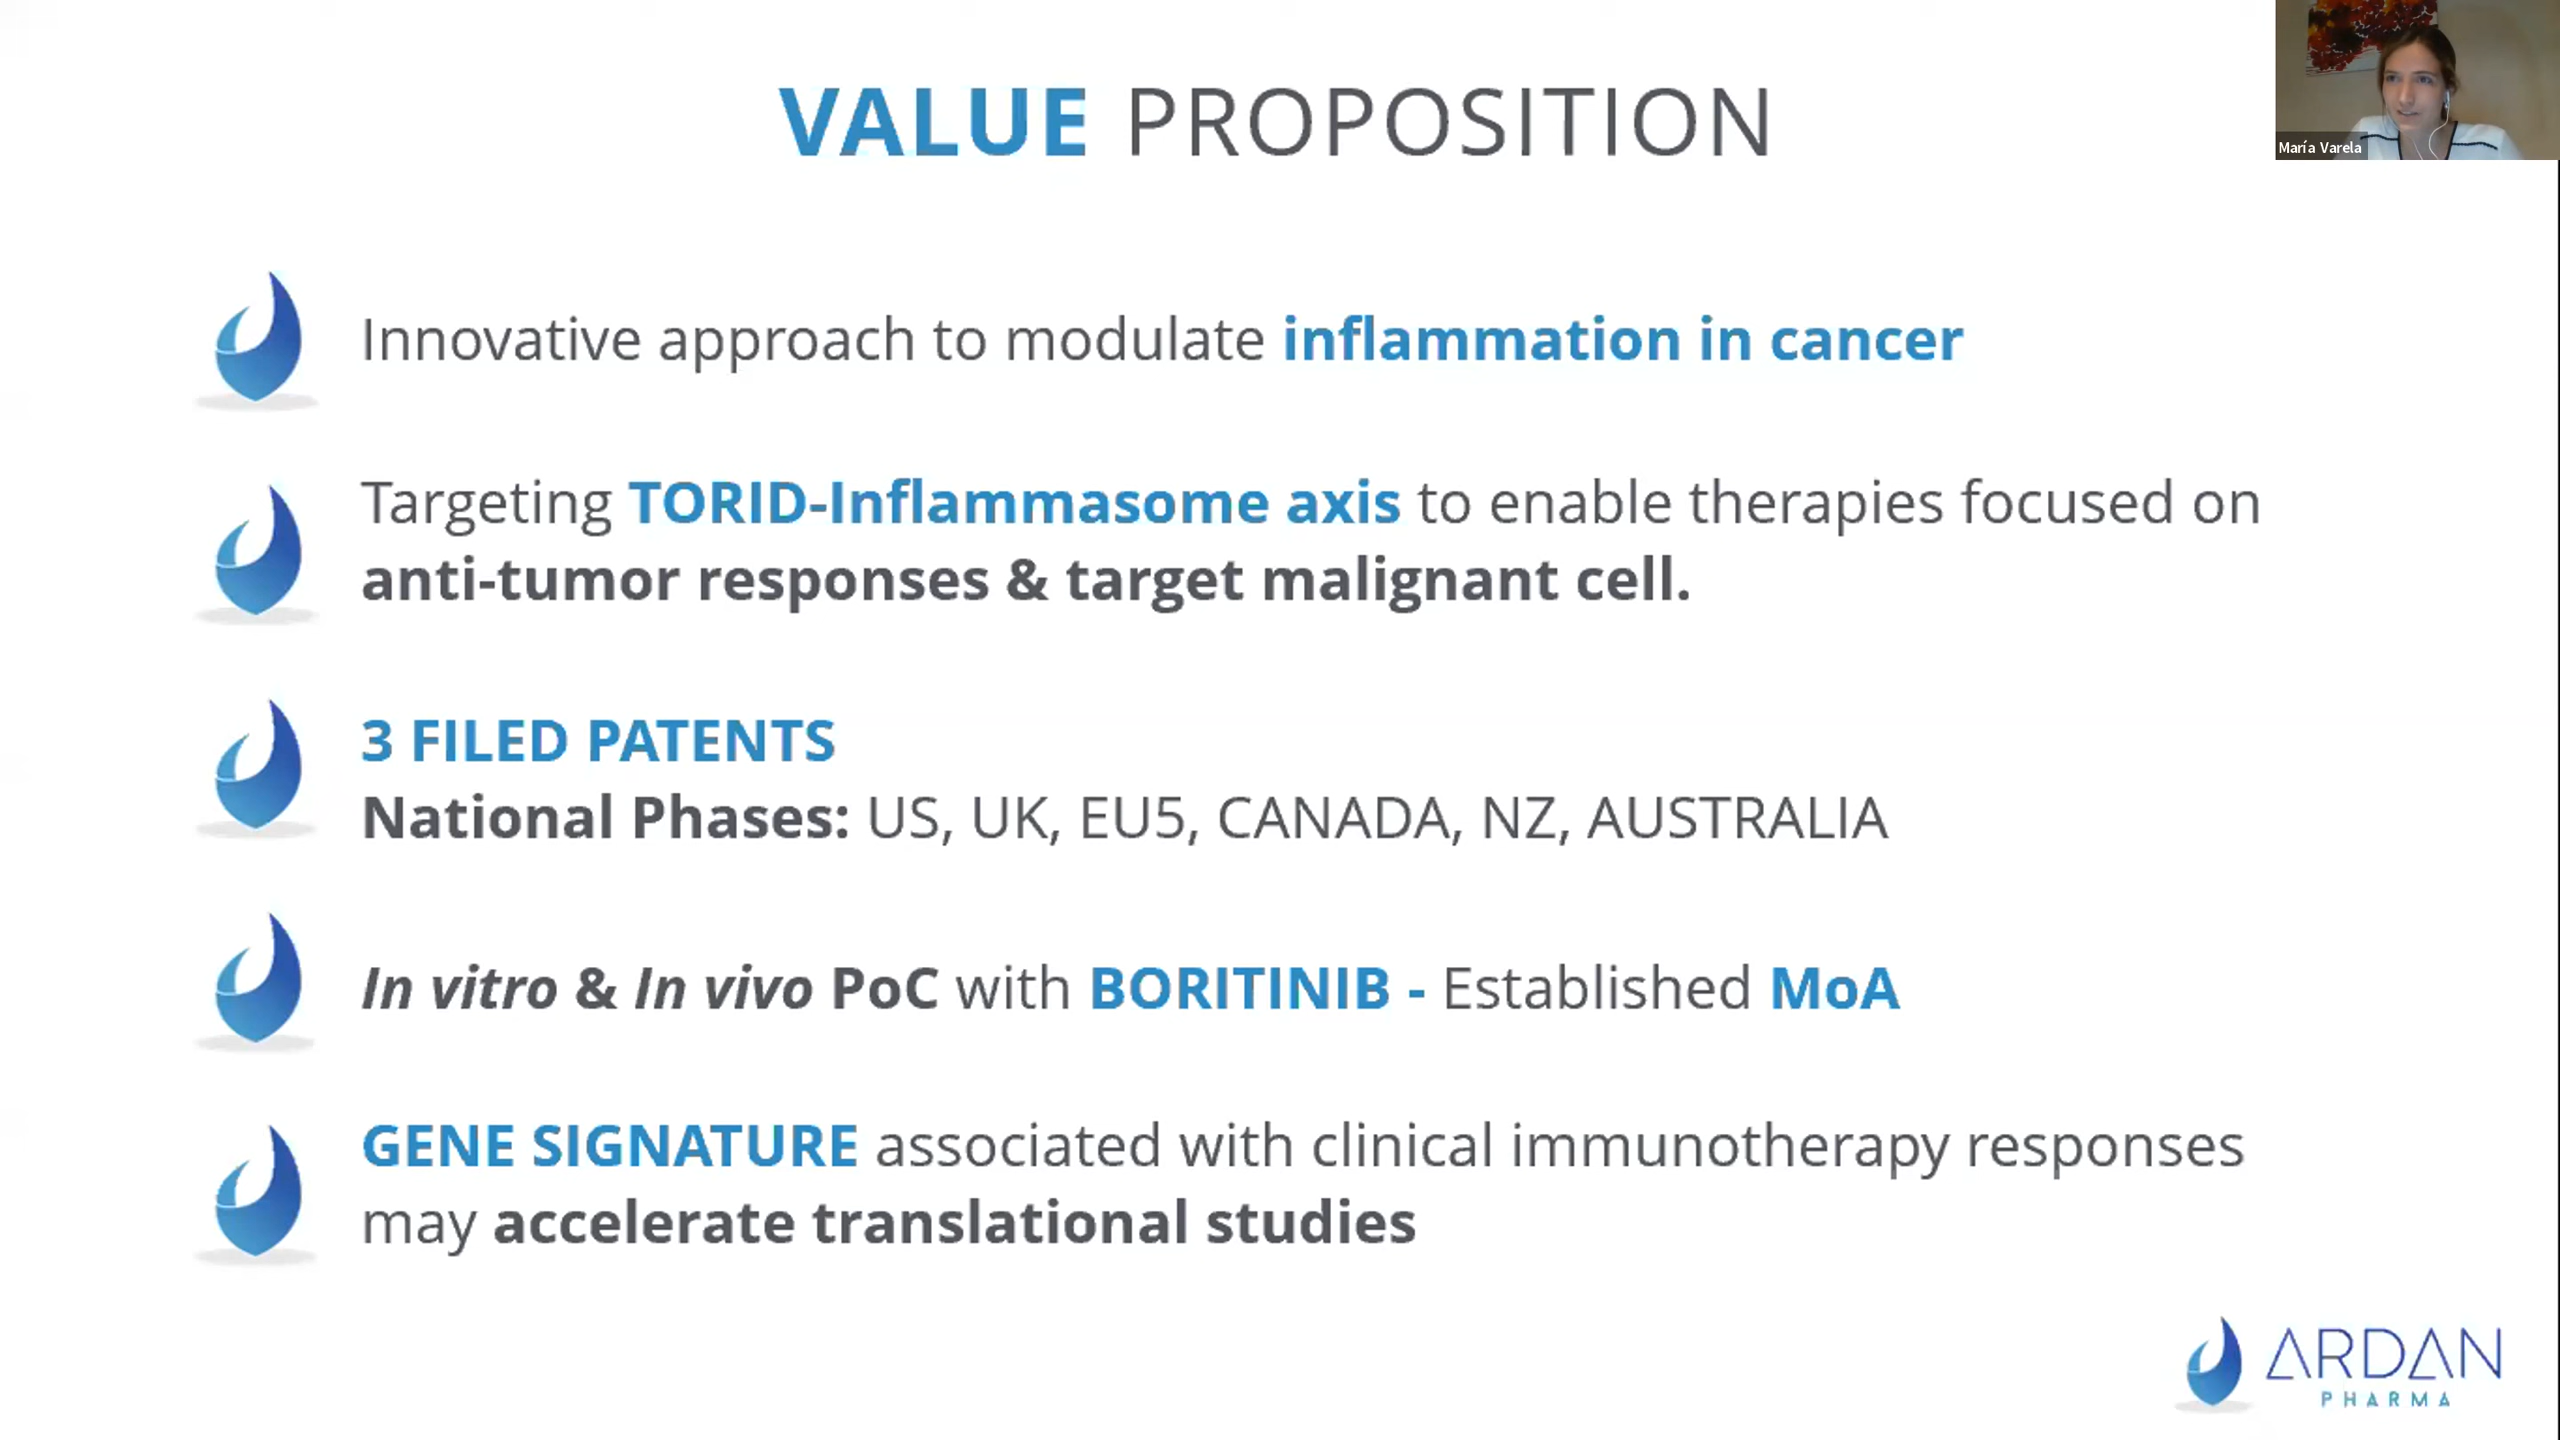 VALUE PROPOSITION
María Varela
Innovative approach to modulate inflammation in cancer
Targeting TORID-Inflammasome axis to enable therapies focused on
anti-tumor responses & target malignant cell.
3 FILED PATENTS
National Phases: US, UK, EU5, CANADA, NZ, AUSTRALIA
In vitro & In vivo PoC with BORITINIB - Established MoA
GENE SIGNATURE associated with clinical immunotherapy responses
may accelerate translational studies
ARDAN
PHARMA